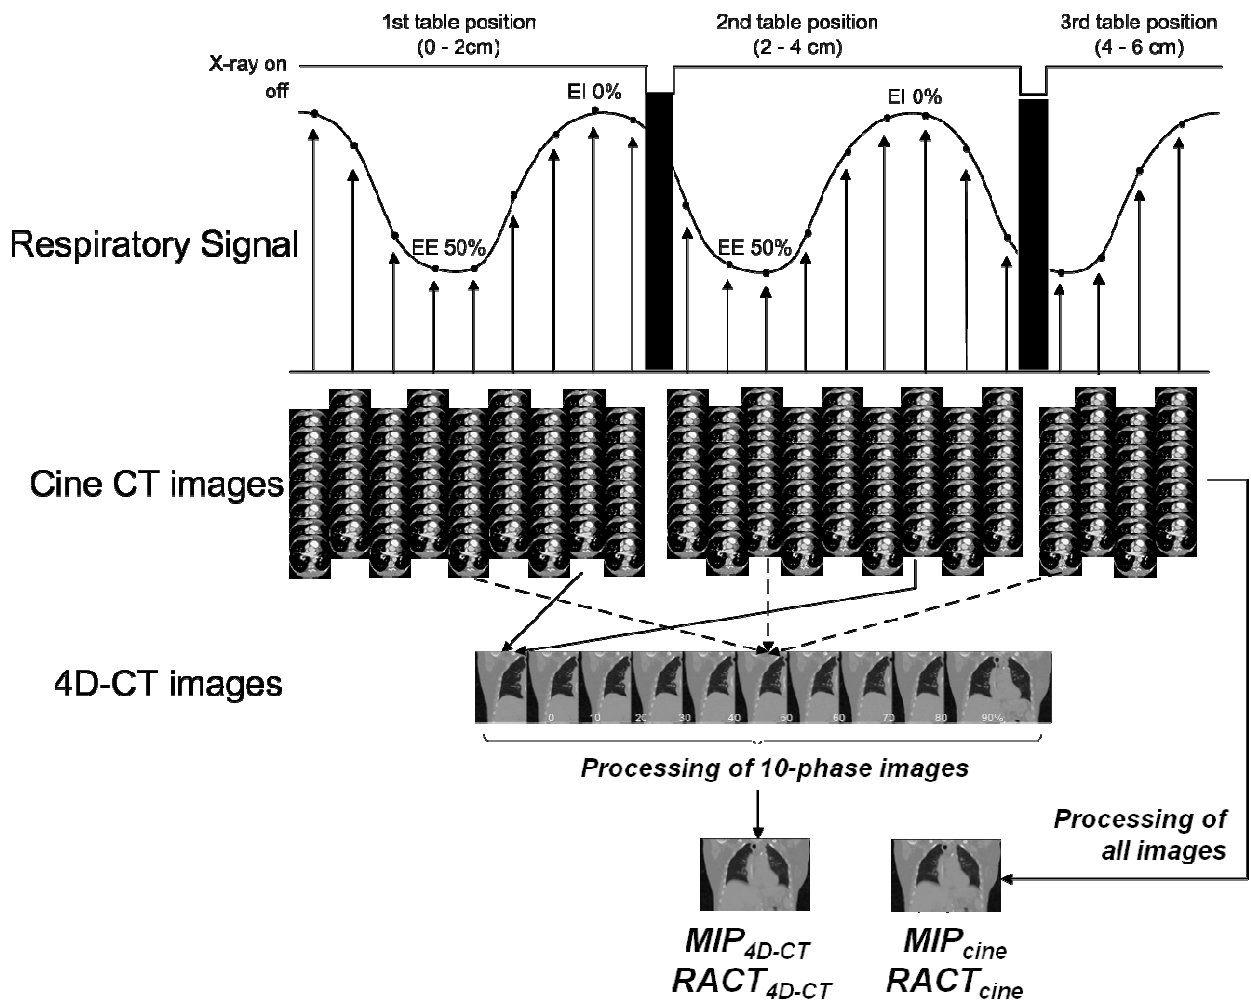 1st table position
(0 - 2cm)
2nd table position
(2 - 4 cm)
3rd table position
(4 - 6 cm)
X-ray on
off
EI 0%
EI 0%
Respiratory Signal
EE 50%
EE 50%
Cine CT images
4D-CT images
0 10 20 30 40 50 60 70 80 90%
Processing of 10-phase images
Processing of
all images
MIP4D-CT
RACT4D-CT
MIPcine
RACTcine